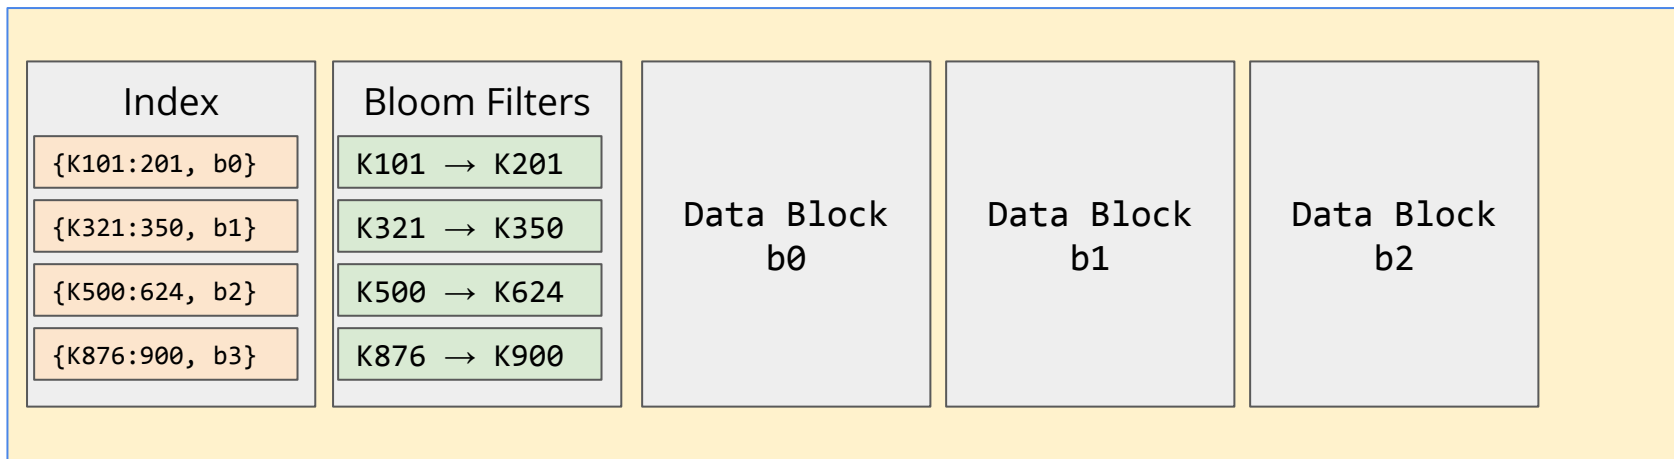 Index
{K101:201, b0}
{K321:350, b1}
{K500:624, b2}
{K876:900, b3}
Bloom Filters
K101 → K201
K321 → K350
K500 → K624
K876 → K900
Data Block
b0
Data Block
b1
Data Block
b2